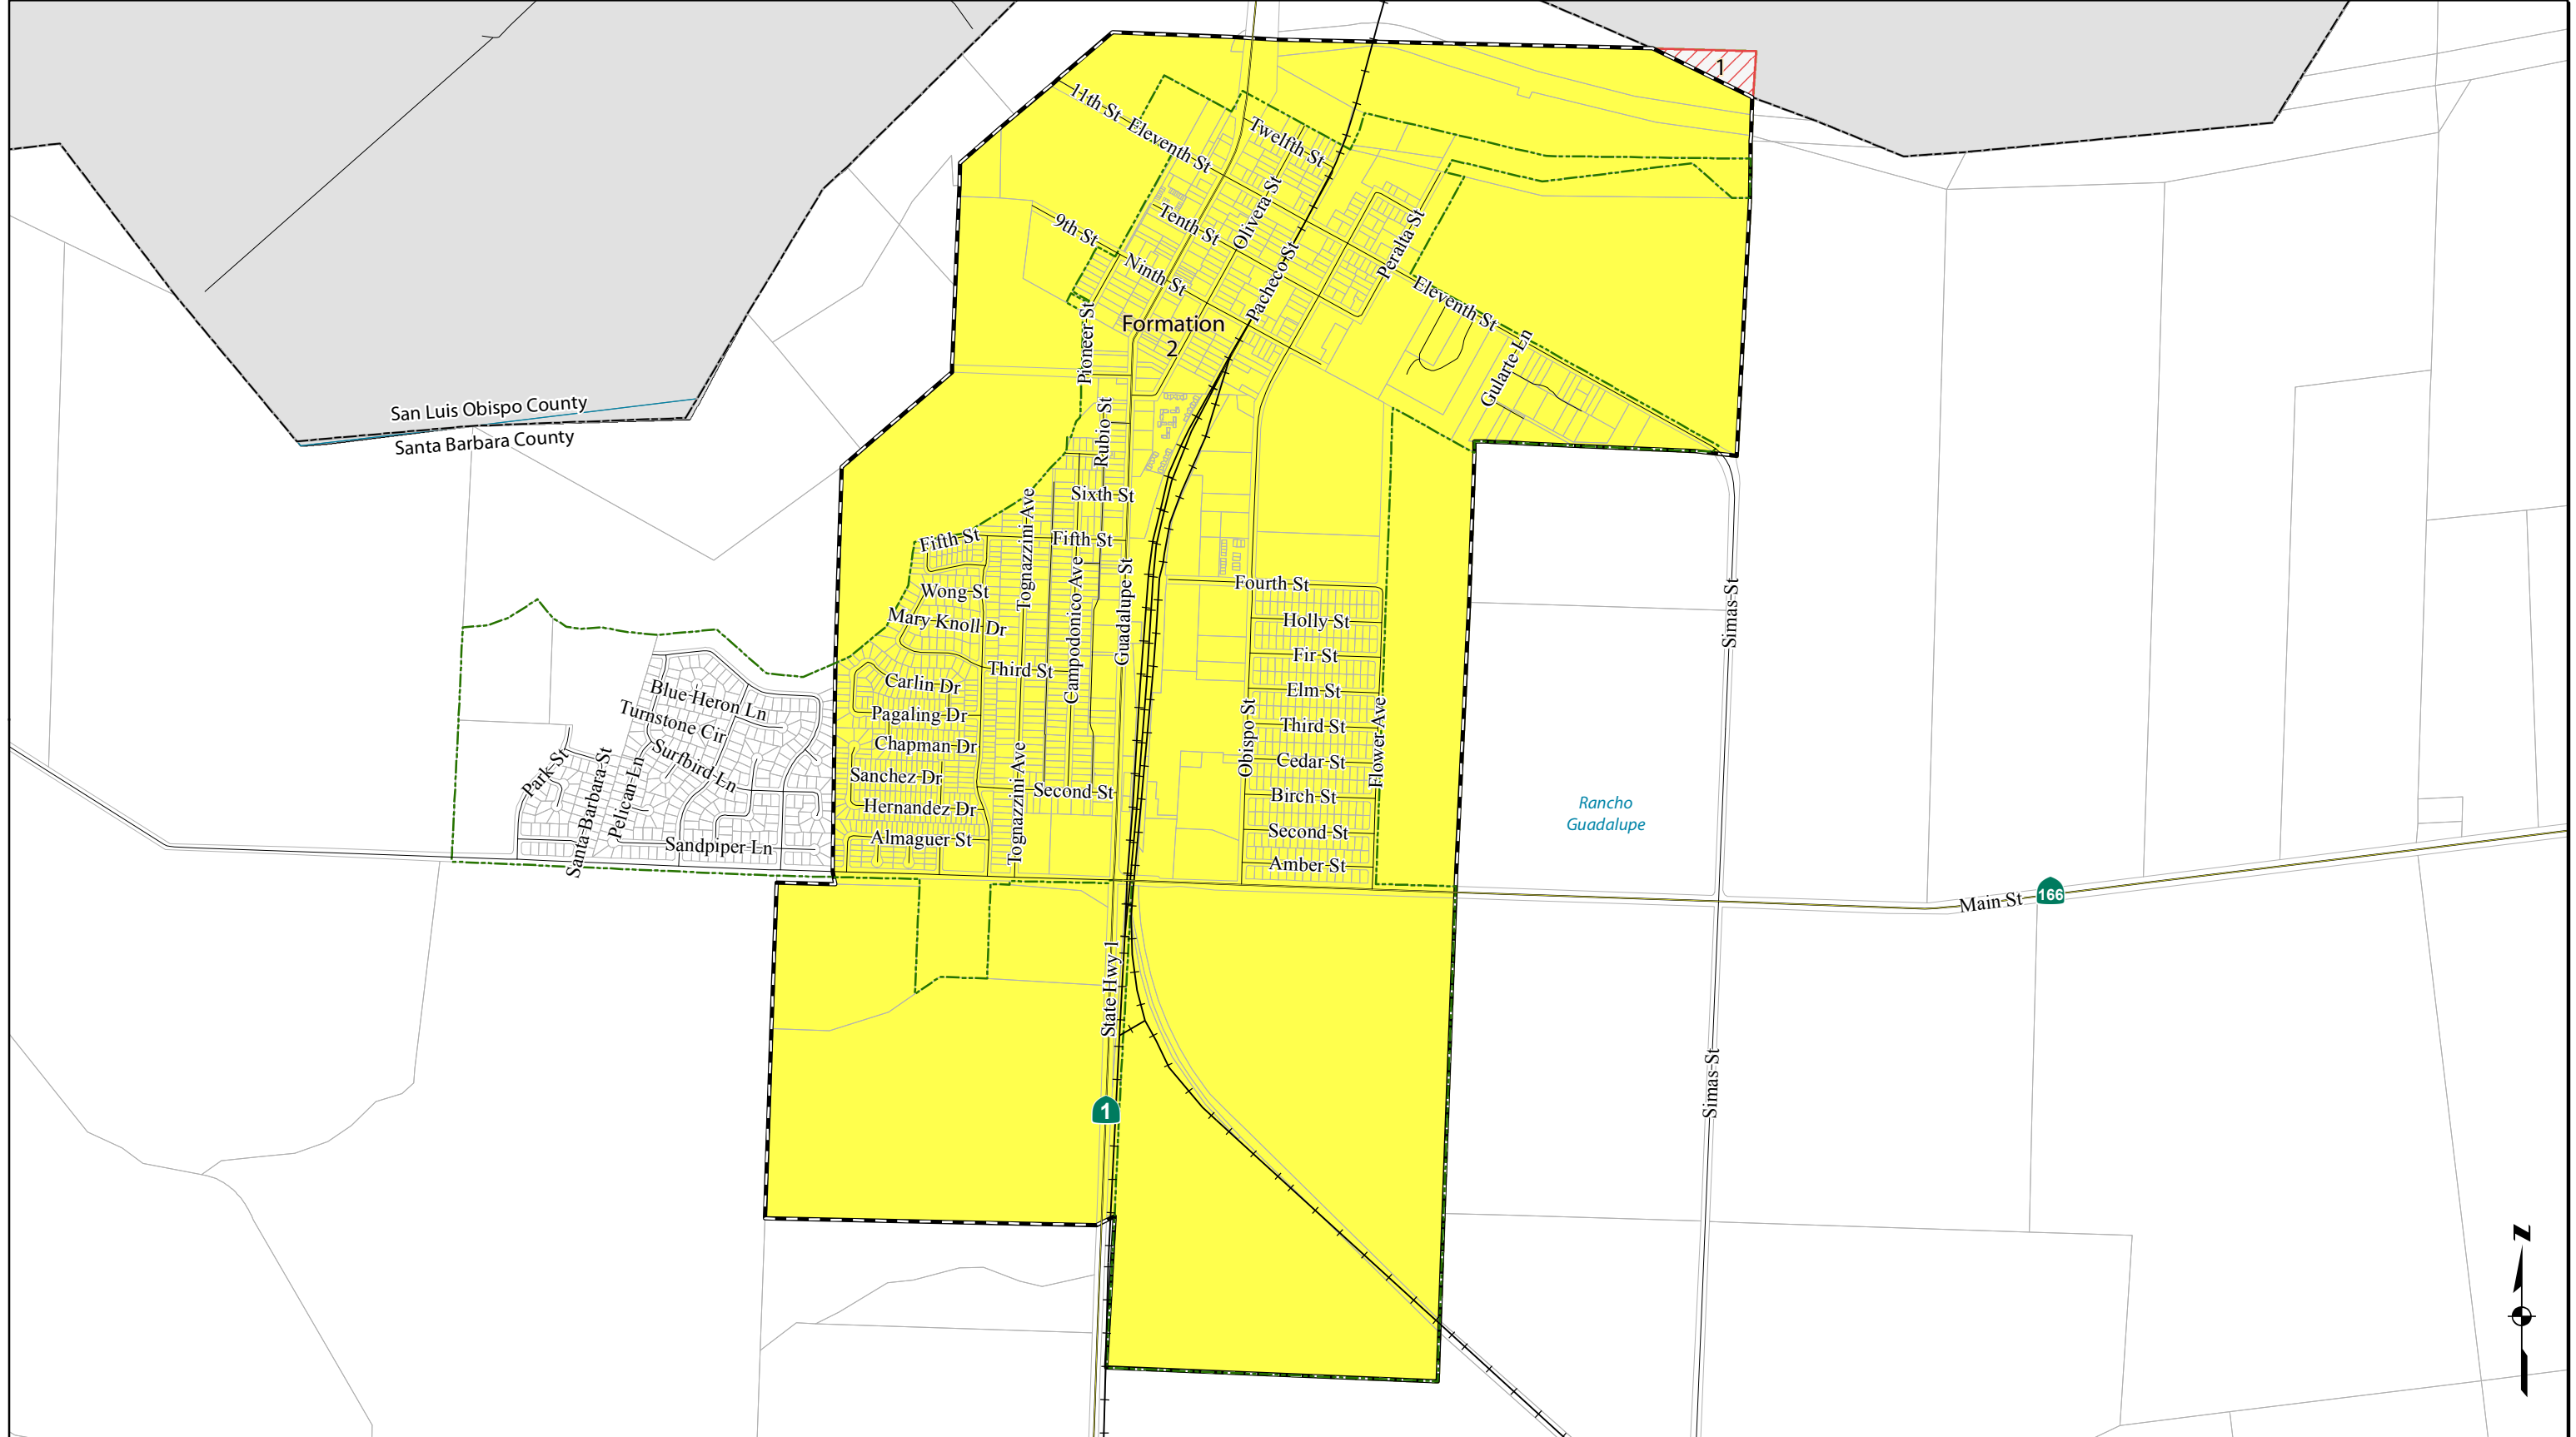 1
11th St
Eleventh St
Twelfth St
Olivera St
Tenth St
9th St
Ninth St
Pacheco St
Peralta St
Eleventh St
Gularte Ln
Formation
2
Pioneer St
Rubio St
San Luis Obispo County
Santa Barbara County
Sixth St
Tognazzini Ave
Fifth St
Fifth St
Campodonico Ave
Guadalupe St
Fourth St
Wong St
Mary Knoll Dr
Holly St
Fir St
Third St
Carlin Dr
Elm St
Pagaling Dr
Third St
Obispo St
Flower Ave
Chapman Dr
Cedar St
Sanchez Dr
Tognazzini Ave
Second St
Birch St
Hernandez Dr
Second St
Almaguer St
Amber St
Blue Heron Ln
Turnstone Cir
Surfbird Ln
Park St
Santa Barbara St
Pelican Ln
Sandpiper Ln
Simas St
Rancho
Guadalupe
Main St
166
State Hwy 1
1
Simas St
N